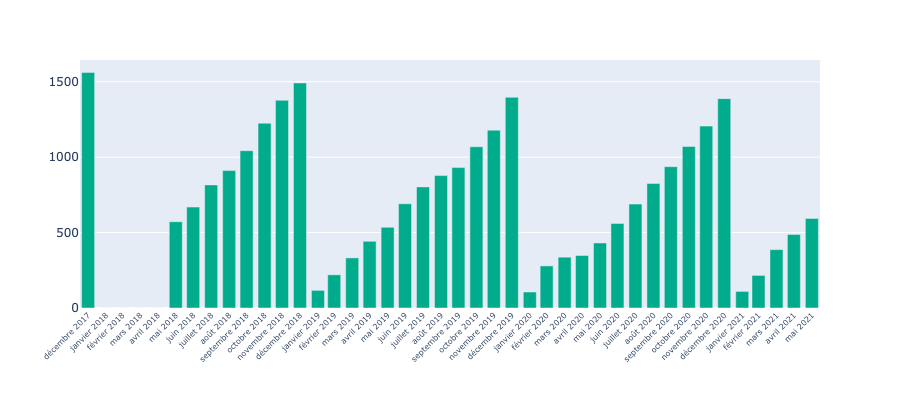 1500
1000
500
0
décembre 2017
janvier 2018
février 2018
mars 2018
avril 2018
mai 2018
juin 2018
juillet 2018
août 2018
septembre 2018
octobre 2018
novembre 2018
décembre 2018
janvier 2019
février 2019
mars 2019
avril 2019
mai 2019
juin 2019
juillet 2019
août 2019
septembre 2019
octobre 2019
novembre 2019
décembre 2019
janvier 2020
février 2020
mars 2020
avril 2020
mai 2020
juin 2020
juillet 2020
août 2020
septembre 2020
octobre 2020
novembre 2020
décembre 2020
janvier 2021
février 2021
mars 2021
avril 2021
mai 2021